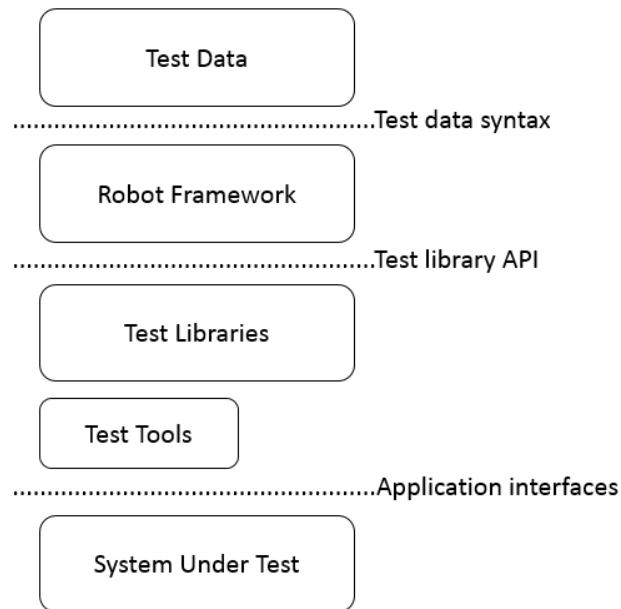 Test Data
Test data syntax
Robot Framework
Test library API
Test Libraries
Test Tools
Application interfaces
System Under Test